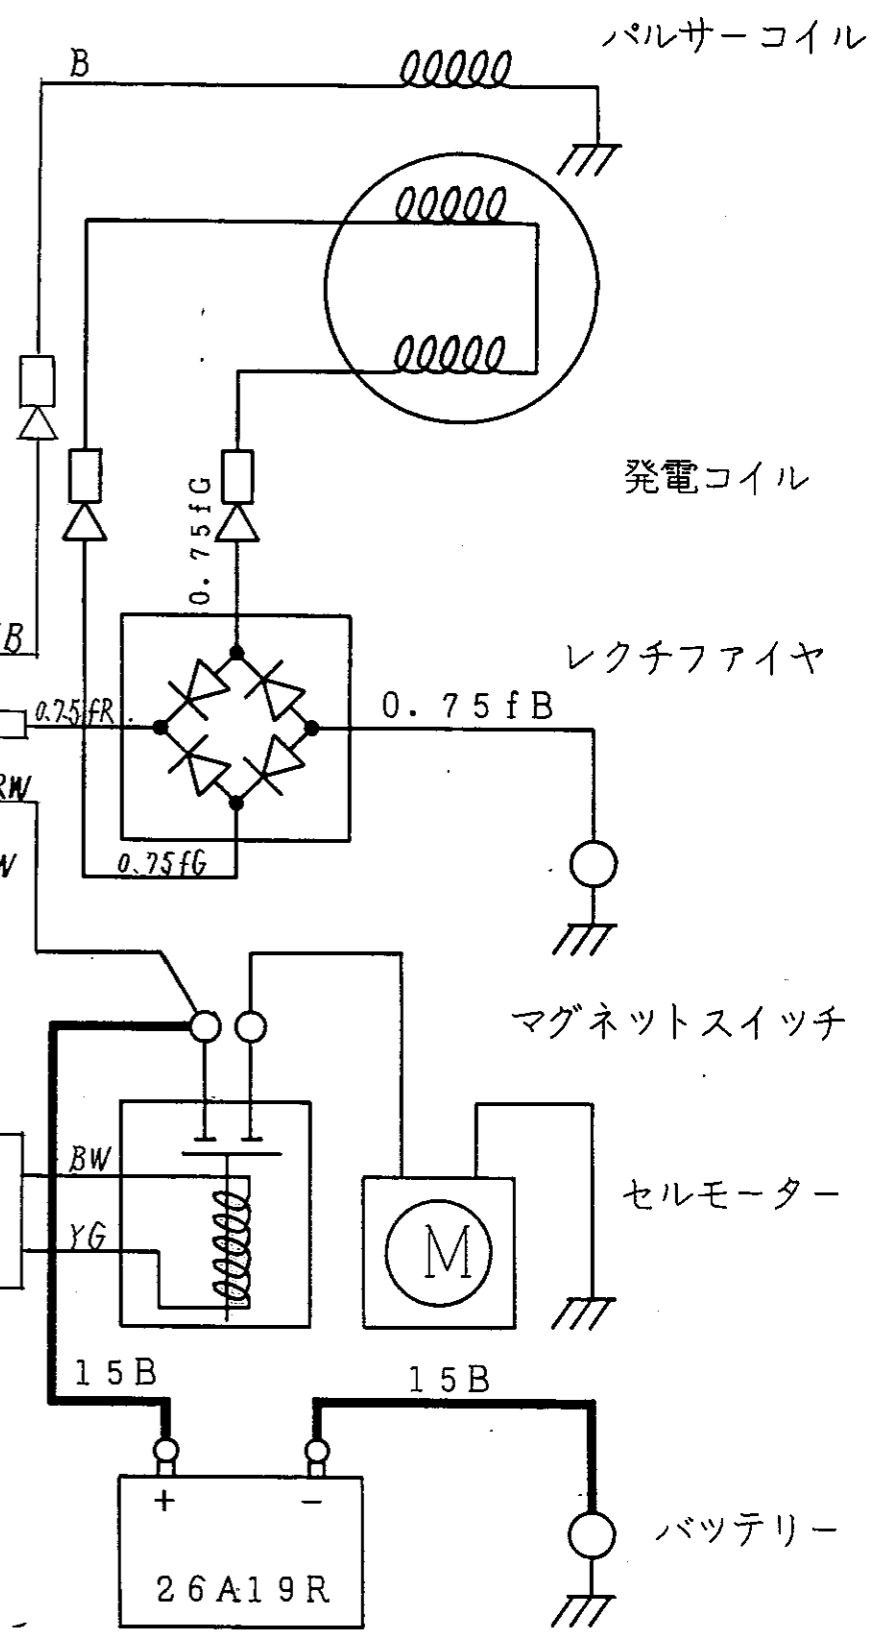 パルサーコイル
B
発電コイル
0.75fG
レクチファイヤ
B
0.75fR
0.75fB
RW
W
0.75fG
マグネットスイッチ
BW
セルモーター
YG
M
15B
15B
+
−
バッテリー
26A19R